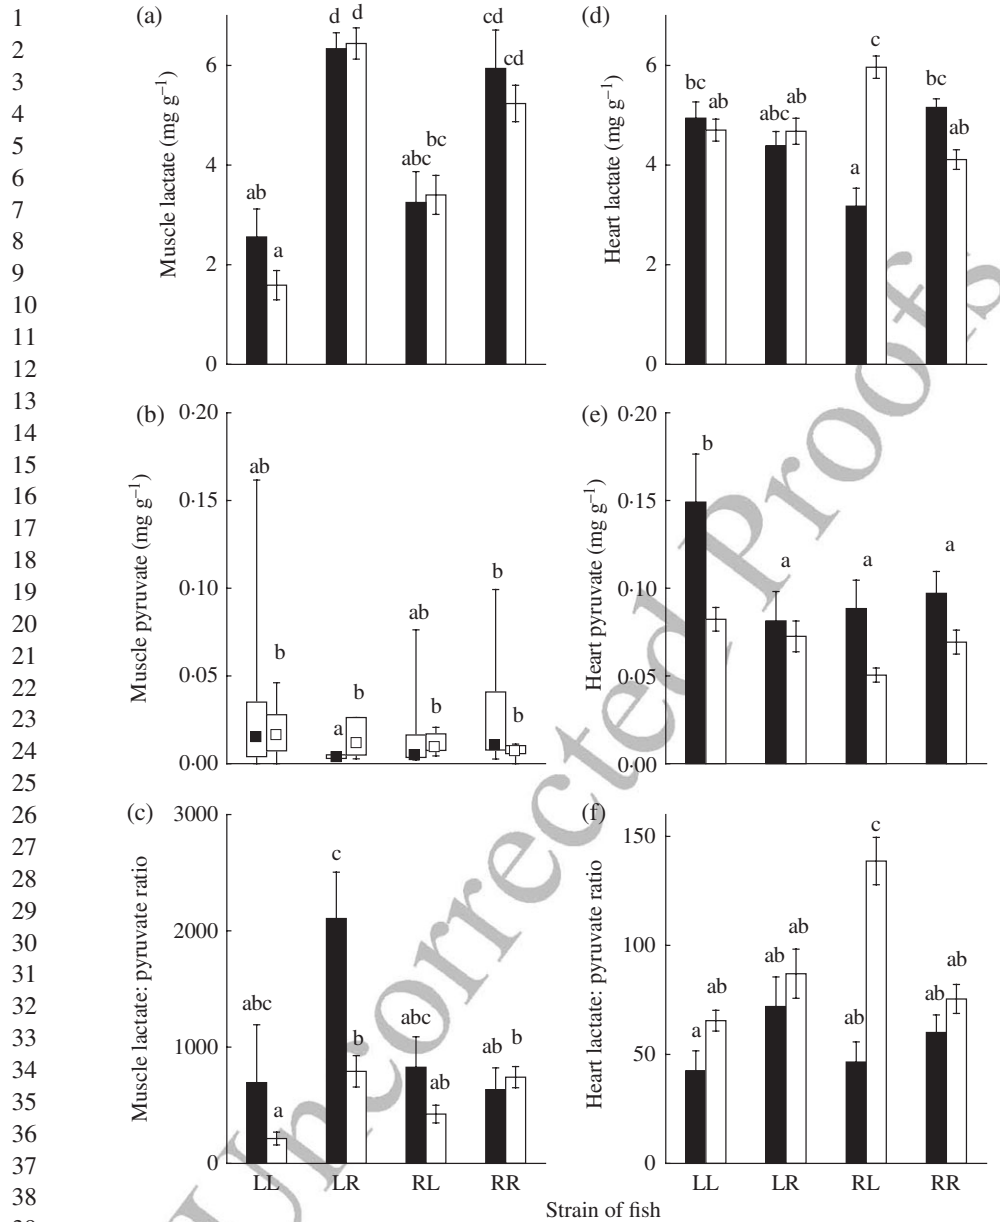 1
2
3
4
5
6
7
8
9
10
11
12
13
14
15
16
17
18
19
20
21
22
23
24
25
26
27
28
29
30
31
32
33
34
35
36
37
38
(a)
Muscle lactate (mg g⁻¹)
6
4
2
0
ab
a
d
d
abc
bc
cd
cd
(d)
Heart lactate (mg g⁻¹)
6
4
2
0
bc
ab
abc
ab
a
c
bc
ab
(b)
Muscle pyruvate (mg g⁻¹)
0·20
0·15
0·10
0·05
0·00
ab
b
a
b
ab
b
b
b
(e)
Heart pyruvate (mg g⁻¹)
0·20
0·15
0·10
0·05
0·00
b
a
a
a
(c)
Muscle lactate: pyruvate ratio
3000
2000
1000
0
abc
a
c
b
abc
ab
ab
b
LL LR RL RR
(f)
Heart lactate: pyruvate ratio
150
100
50
0
a
ab
ab
ab
ab
c
ab
ab
LL LR RL RR
Strain of fish
Uncorrected Proofs